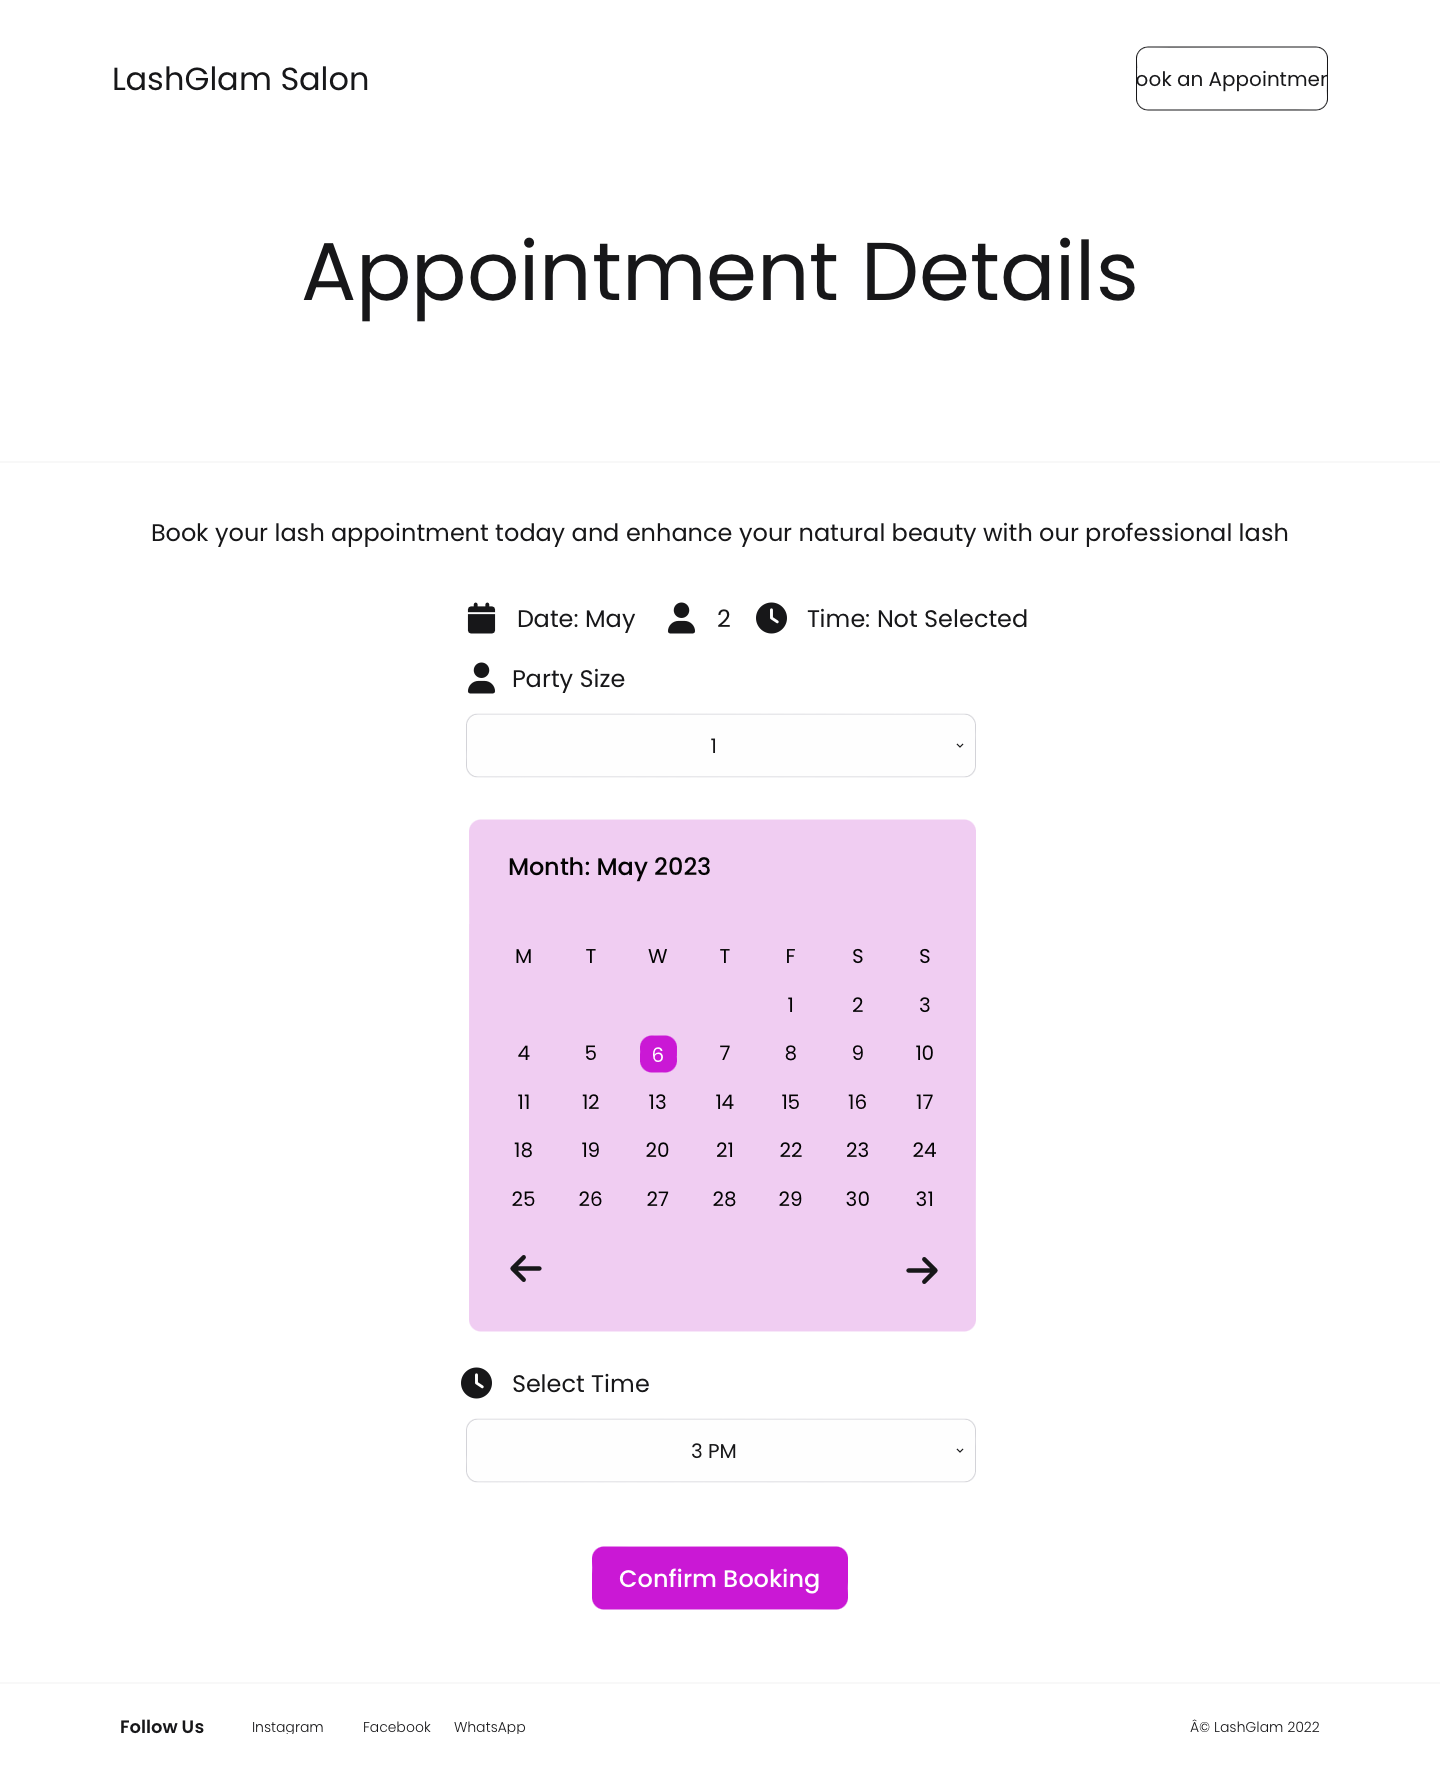 LashGlam Salon
ook an Appointmen
Appointment Details
Book your lash appointment today and enhance your natural beauty with our professional lash
Date: May 2 Time: Not Selected
Party Size
1
Month: May 2023
M T W T F S S
1 2 3
4 5 6 7 8 9 10
11 12 13 14 15 16 17
18 19 20 21 22 23 24
25 26 27 28 29 30 31
Select Time
3 PM
Confirm Booking
Follow Us Instagram Facebook WhatsApp Â© LashGlam 2022